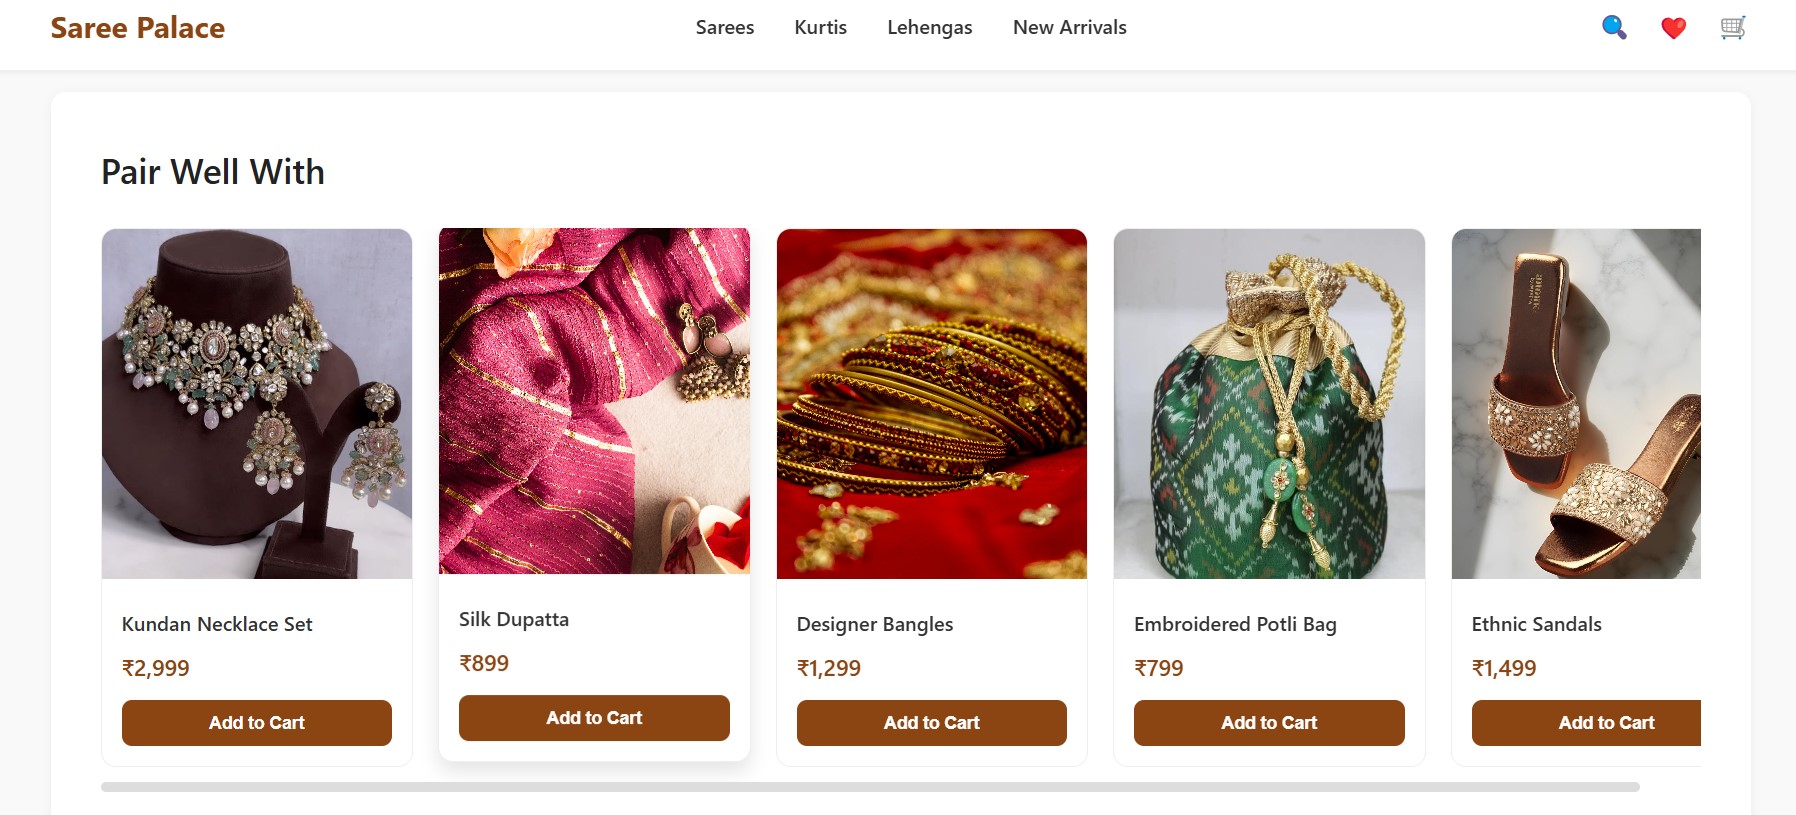 Saree Palace
Sarees
Kurtis
Lehengas
New Arrivals
Pair Well With
Kundan Necklace Set
₹2,999
Add to Cart
Silk Dupatta
₹899
Add to Cart
Designer Bangles
₹1,299
Add to Cart
Embroidered Potli Bag
₹799
Add to Cart
Ethnic Sandals
₹1,499
Add to Cart